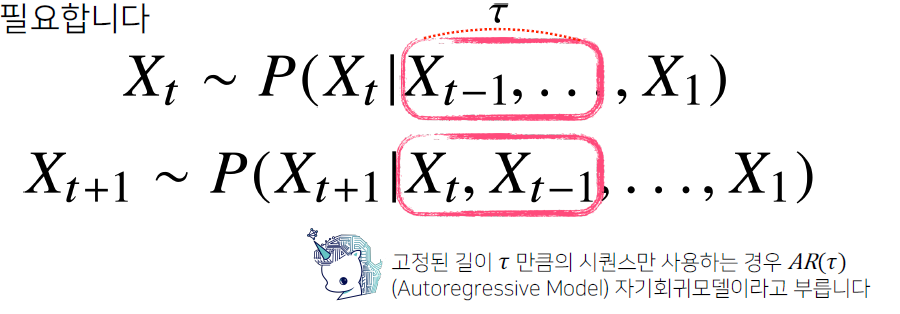 필요합니다
τ
X_t ∼ P(X_t|X_{t−1}, . . . , X_1)
X_{t+1} ∼ P(X_{t+1}|X_t, X_{t−1}, . . . , X_1)
고정된 길이 τ 만큼의 시퀀스만 사용하는 경우 AR(τ)
(Autoregressive Model) 자기회귀모델이라고 부릅니다